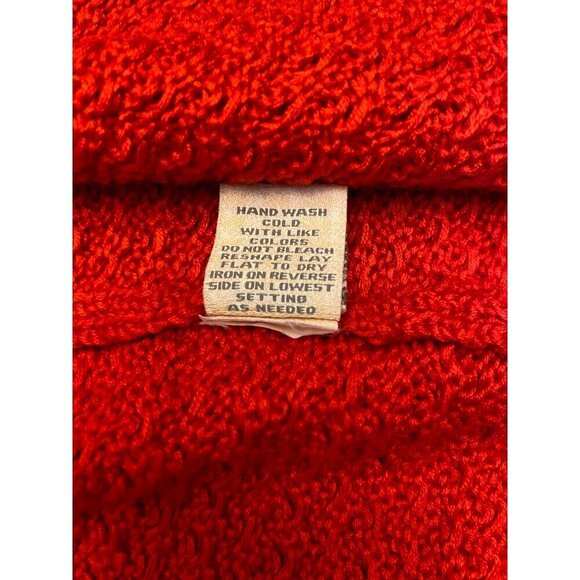 HAND WASH
COLD
WITH LIKE
COLORS
DO NOT BLEACH
RESHAPE LAY
FLAT TO DRY
IRON ON REVERSE
SIDE ON LOWEST
SETTING
AS NEEDED